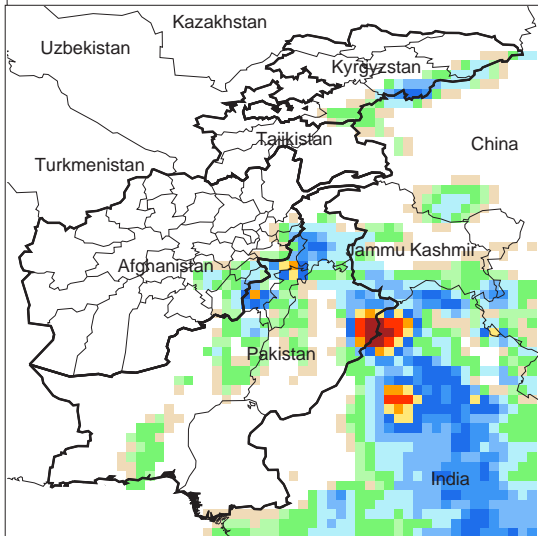 Kazakhstan
Uzbekistan
Kyrgyzstan
China
Tajikistan
Turkmenistan
Jammu Kashmir
Afghanistan
Pakistan
India